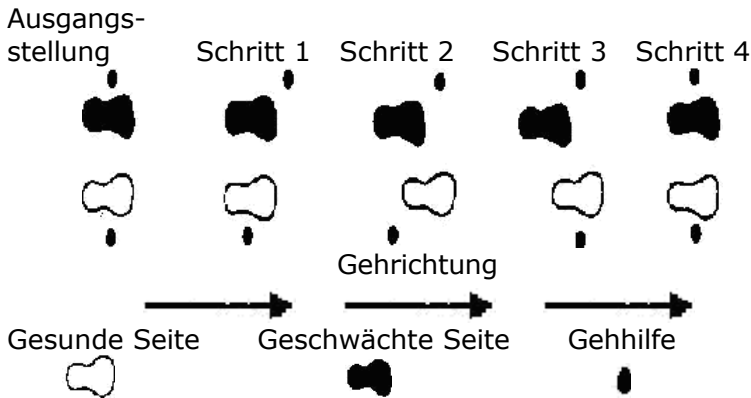 Ausgangs-
stellung Schritt 1 Schritt 2 Schritt 3 Schritt 4
Gehrichtung
Gesunde Seite Geschwächte Seite Gehhilfe